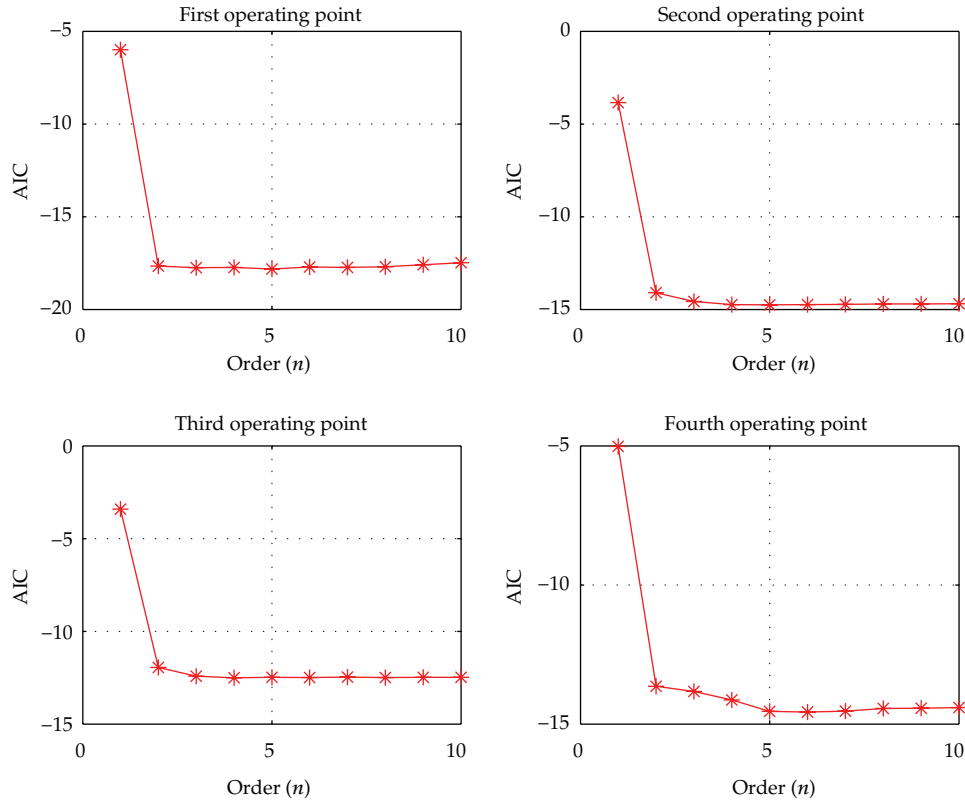 First operating point
−5
−10
−15
−20
AIC
0
5
10
Order (n)
Second operating point
0
−5
−10
−15
AIC
0
5
10
Order (n)
Third operating point
0
−5
−10
−15
AIC
0
5
10
Order (n)
Fourth operating point
−5
−10
−15
AIC
0
5
10
Order (n)